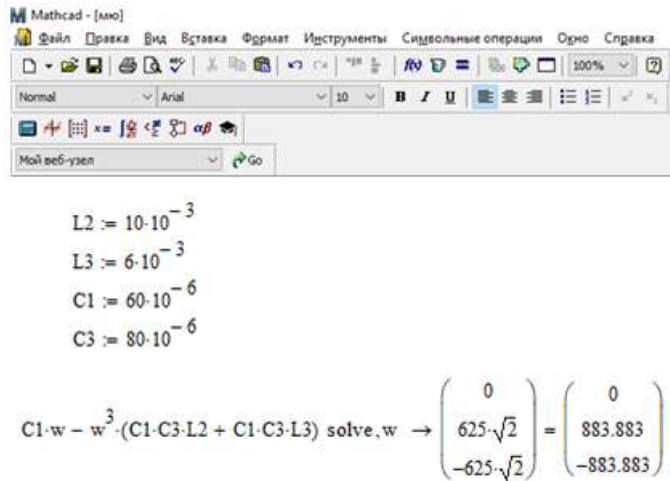 Mathcad - [мю]
Файл Правка Вид Вставка Формат Инструменты Символьные операции Окно Справка
100%
Normal Arial 10 B I U
Мой веб-узел Go
L2 := 10·10^-3
L3 := 6·10^-3
C1 := 60·10^-6
C3 := 80·10^-6
C1·w − w^3·(C1·C3·L2 + C1·C3·L3) solve,w → (0 625·√2 −625·√2) = (0 883.883 −883.883)